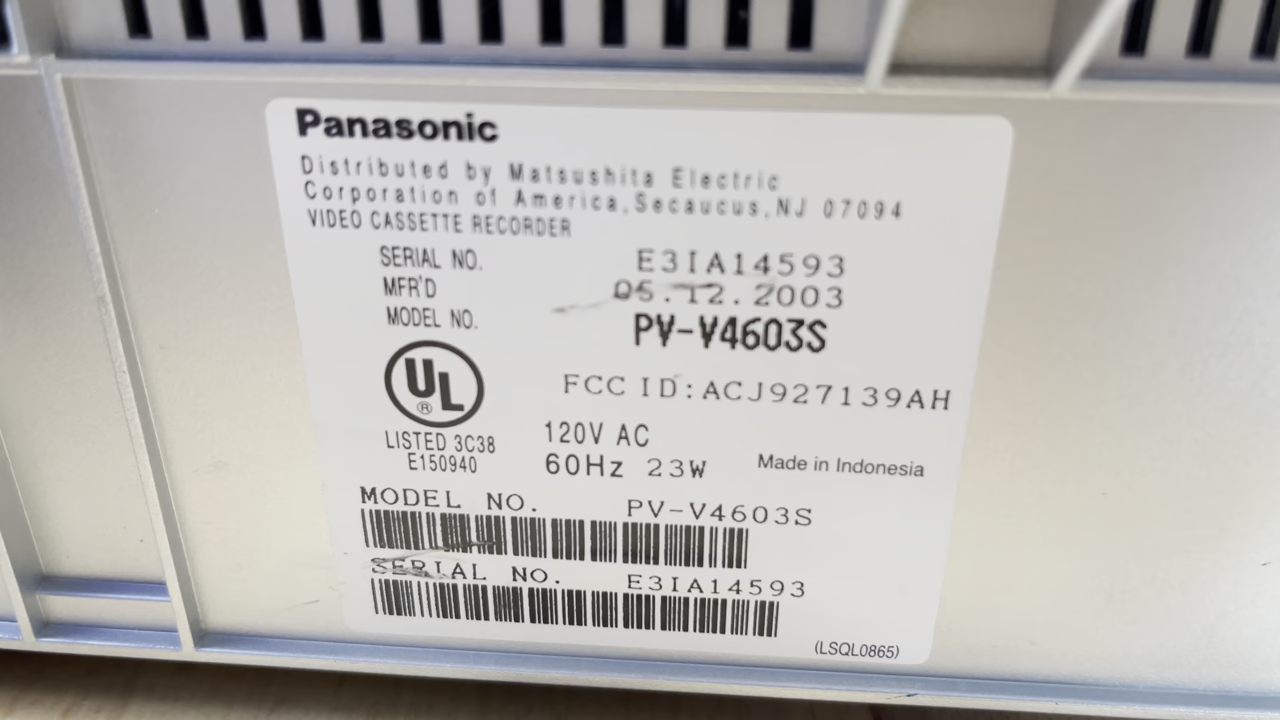 Panasonic
Distributed by Matsushita Electric
Corporation of America,Secaucus,NJ 07094
VIDEO CASSETTE RECORDER
SERIAL NO. E3IA14593
MFR'D 05.12.2003
MODEL NO. PV-V4603S
UL ®
FCC ID:ACJ927139AH
LISTED 3C38
E150940
120V AC
60Hz 23W
Made in Indonesia
MODEL NO. PV-V4603S
SERIAL NO. E3IA14593
(LSQL0865)